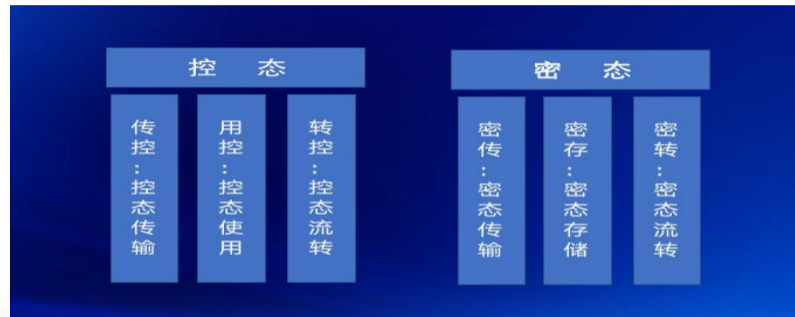 控 态
传控：控态传输
用控：控态使用
转控：控态流转
密 态
密传：密态传输
密存：密态存储
密转：密态流转